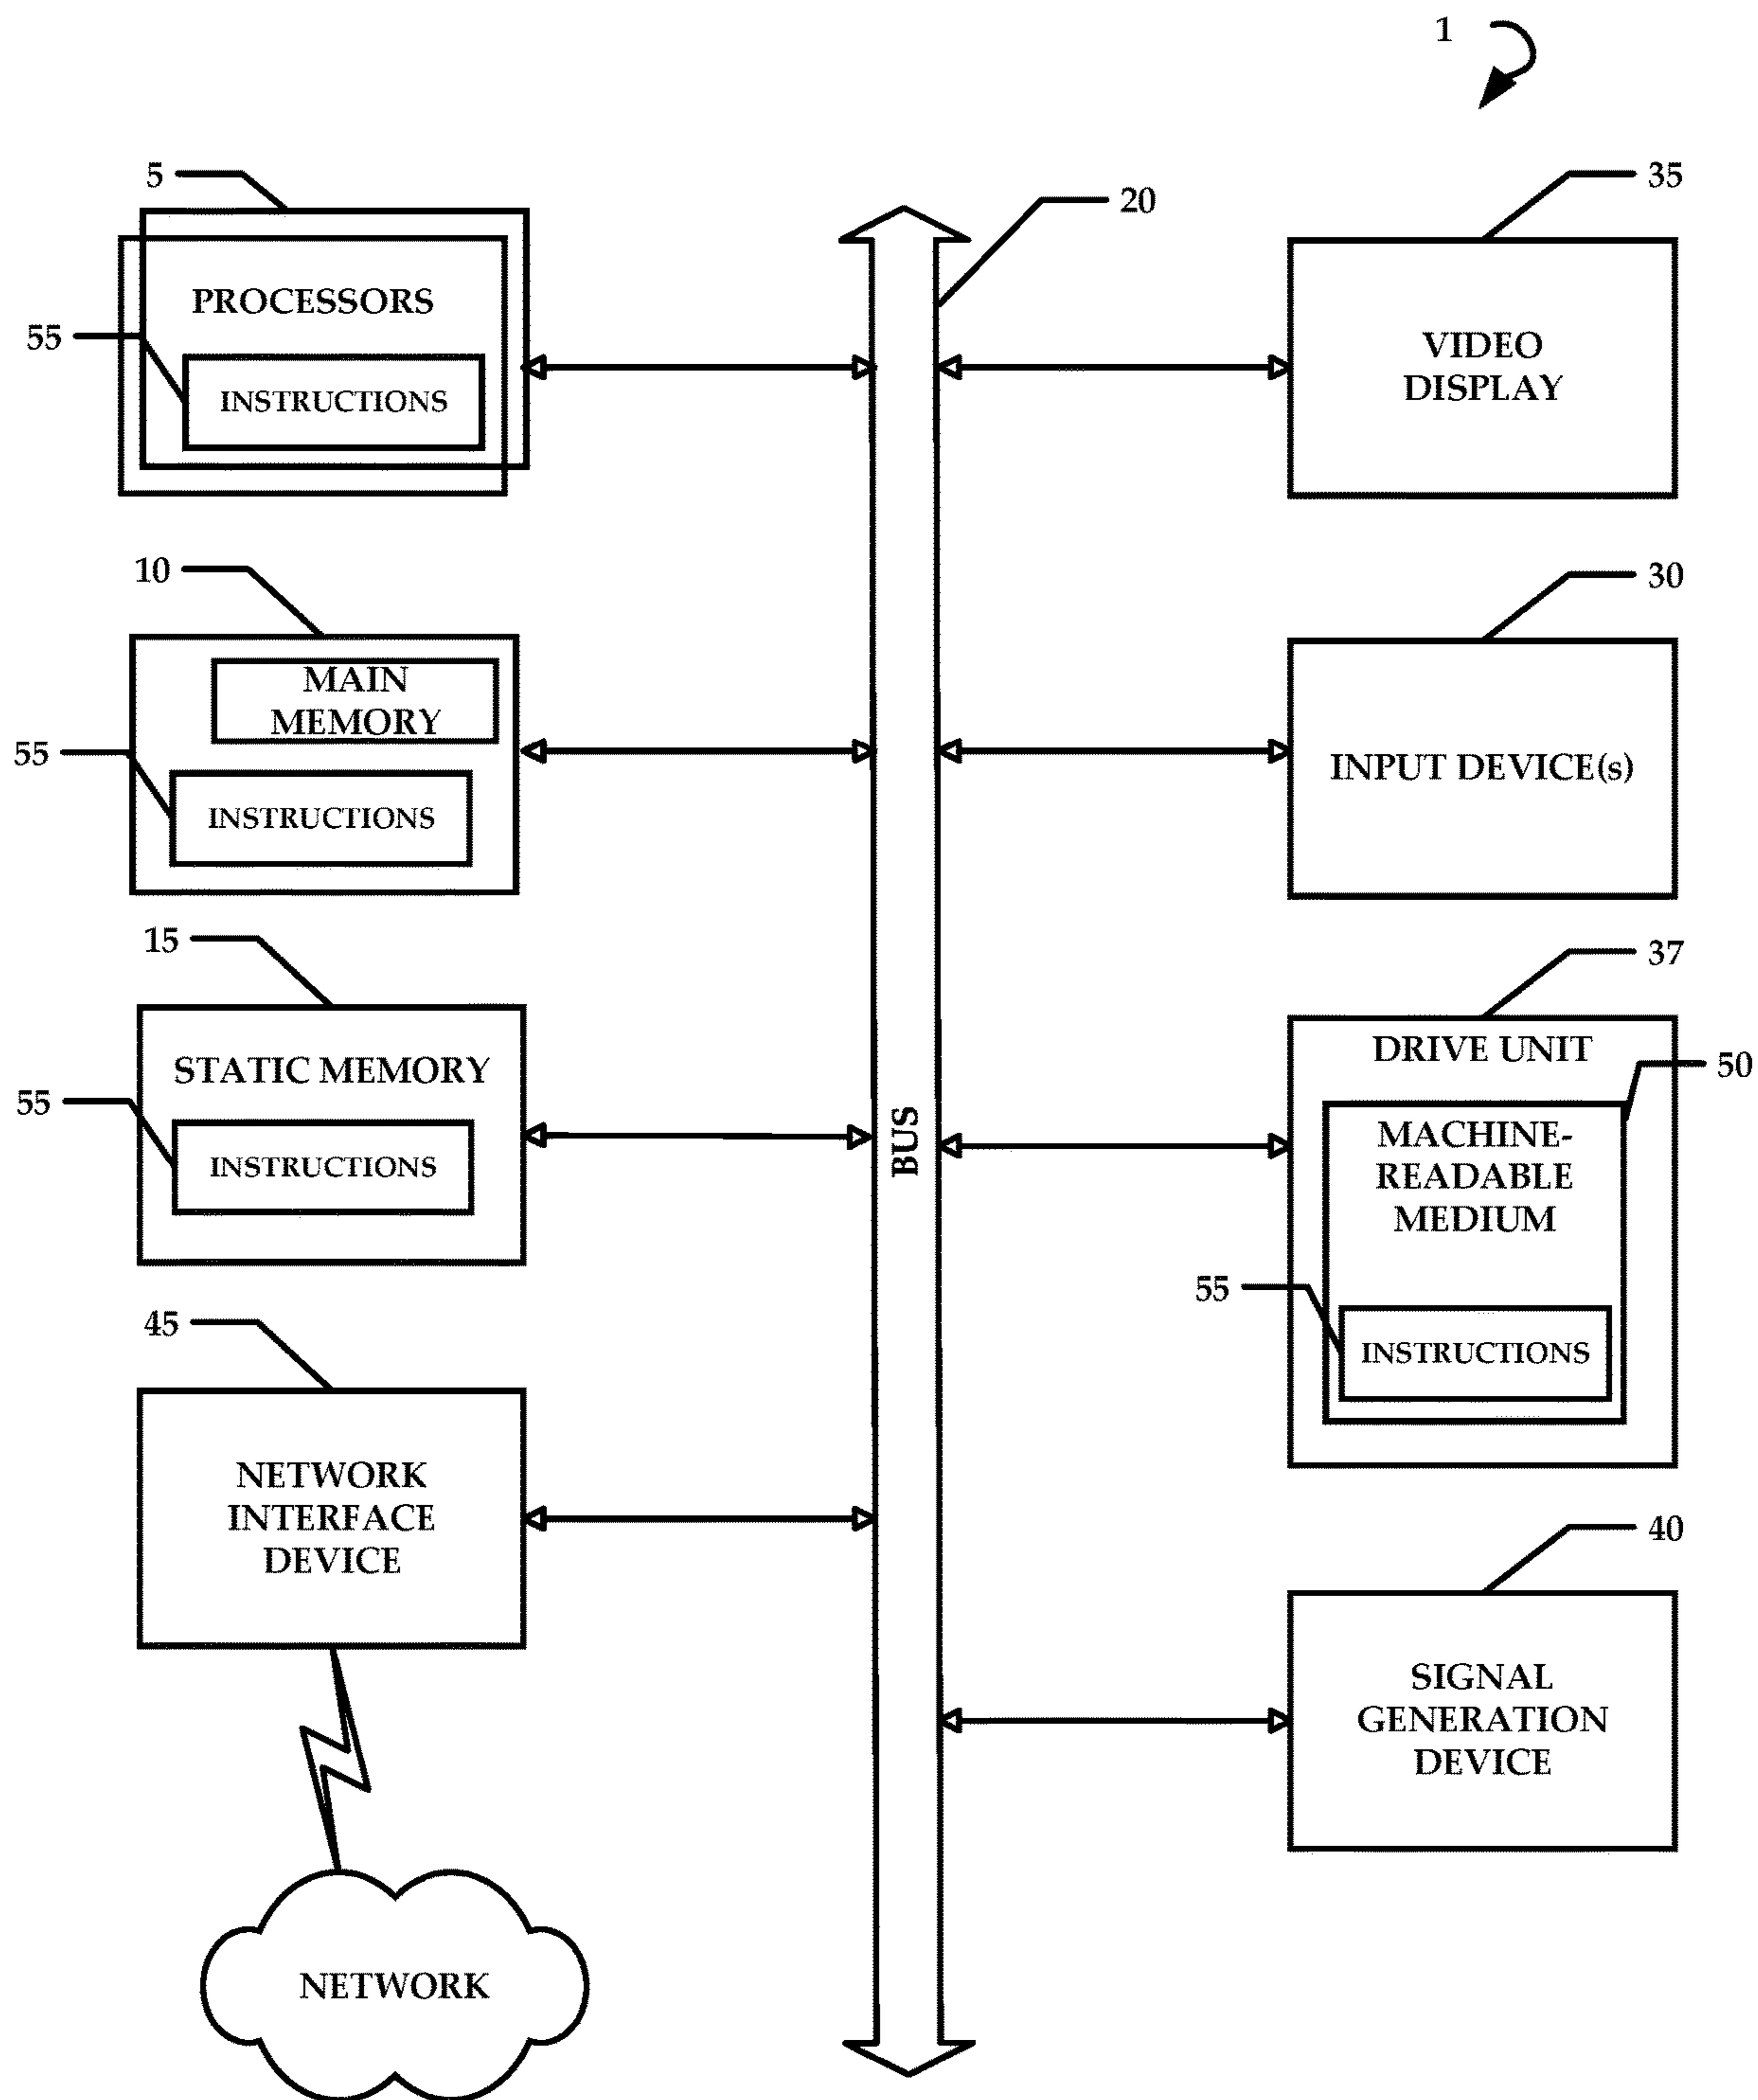 1
5
PROCESSORS
55
INSTRUCTIONS
10
MAIN
MEMORY
55
INSTRUCTIONS
15
STATIC MEMORY
55
INSTRUCTIONS
45
NETWORK
INTERFACE
DEVICE
NETWORK
20
BUS
35
VIDEO
DISPLAY
30
INPUT DEVICE(s)
37
DRIVE UNIT
50
MACHINE-
READABLE
MEDIUM
55
INSTRUCTIONS
40
SIGNAL
GENERATION
DEVICE